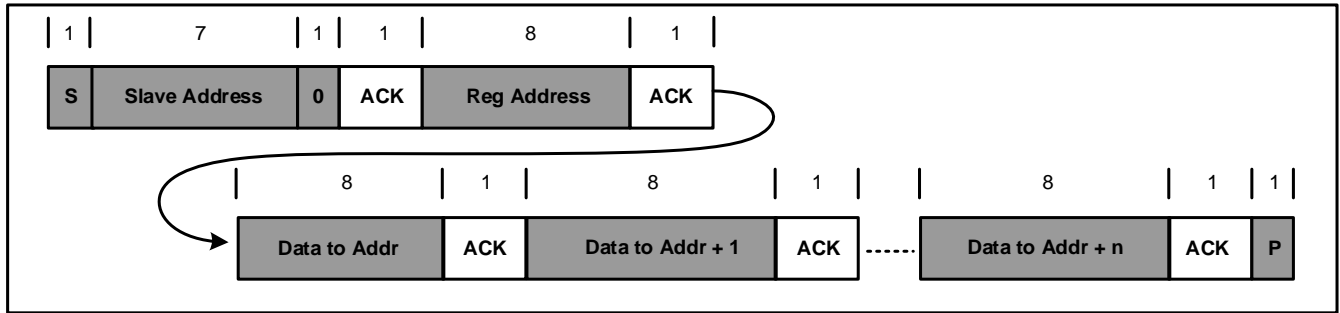 1 7 1 1 8 1
S Slave Address 0 ACK Reg Address ACK
8 1 8 1 8 1 1
Data to Addr ACK Data to Addr + 1 ACK Data to Addr + n ACK P